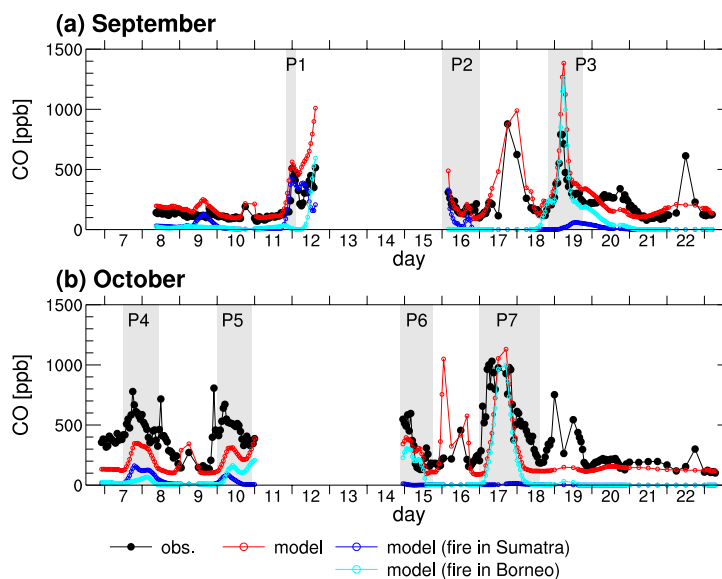 (a) September
1500
P1 P2 P3
1000
CO [ppb]
500
0
7 8 9 10 11 12 13 14 15 16 17 18 19 20 21 22
day
(b) October
1500
P4 P5 P6 P7
1000
CO [ppb]
500
0
7 8 9 10 11 12 13 14 15 16 17 18 19 20 21 22
day
obs. model model (fire in Sumatra)
model (fire in Borneo)